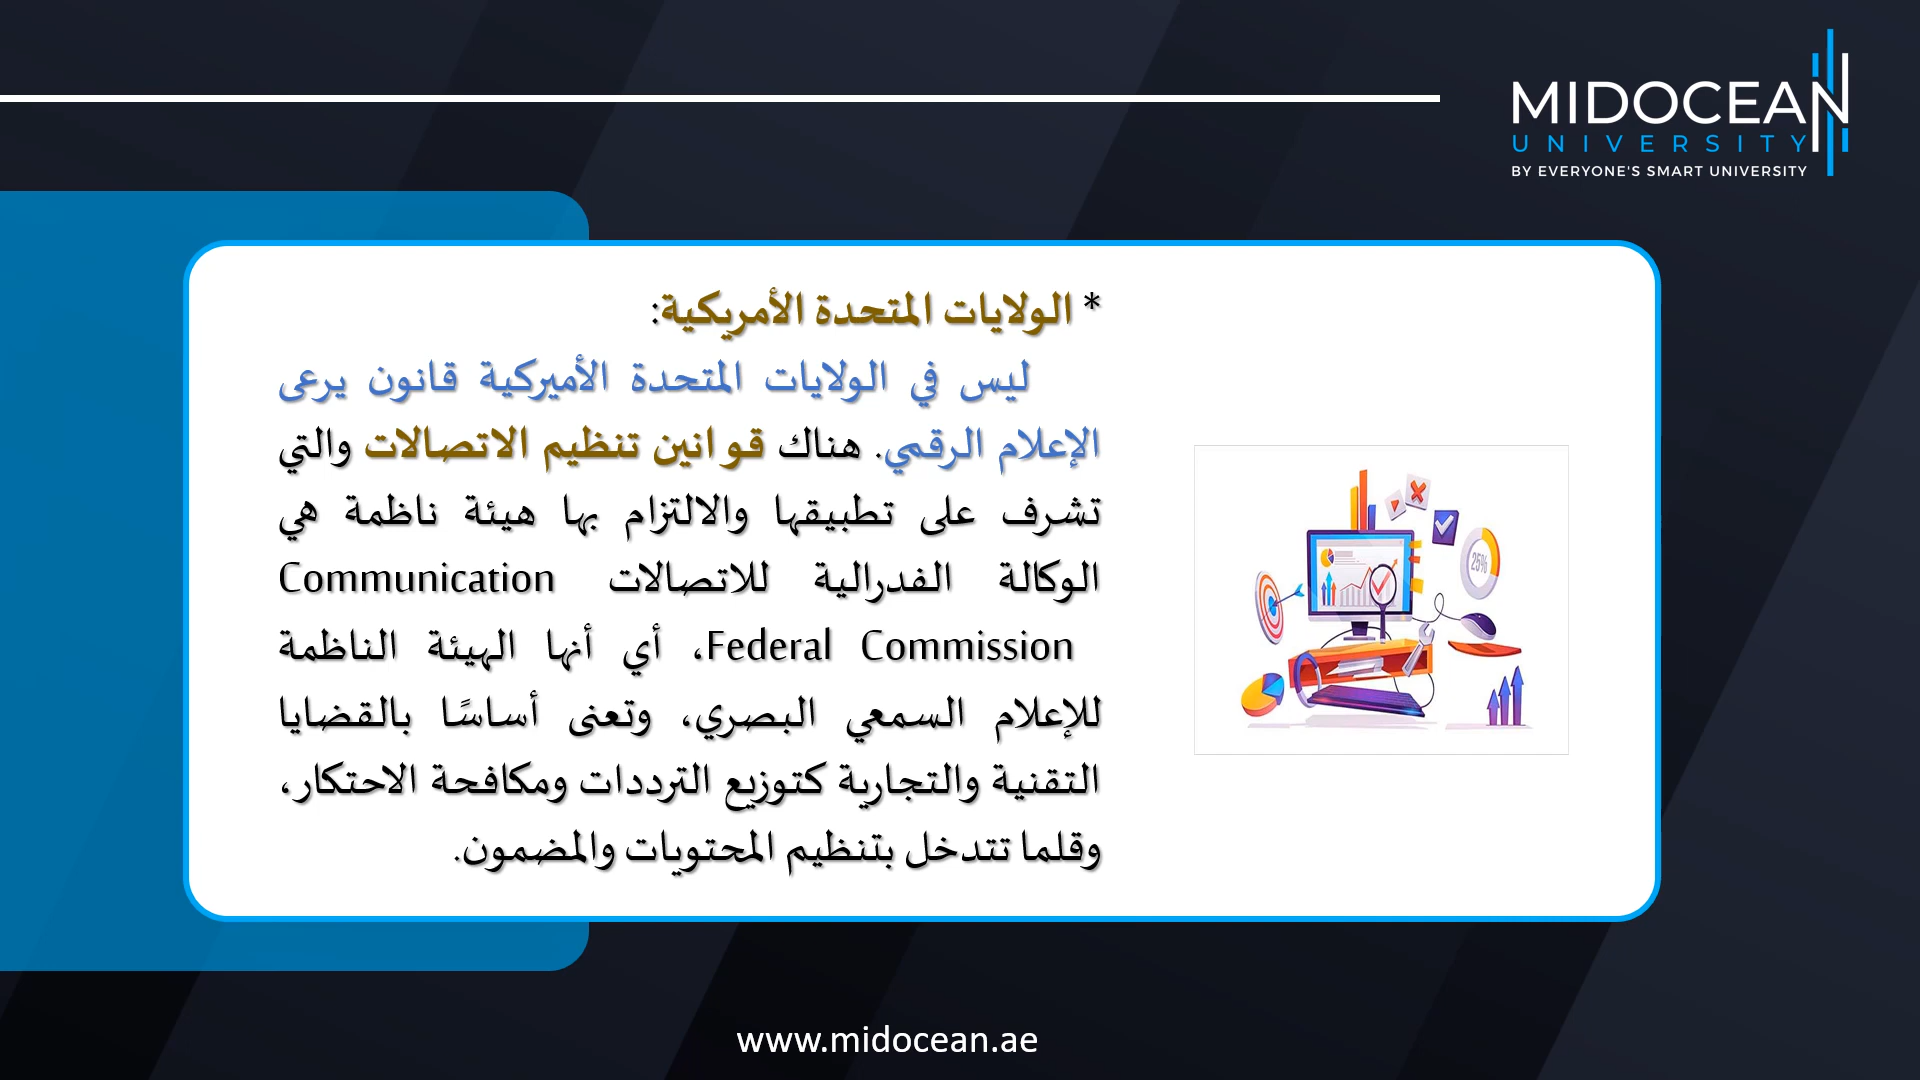 MIDOCEAN
UNIVERSITY
BY EVERYONE'S SMART UNIVERSITY
* الولايات المتحدة الأمريكية:
ليس في الولايات المتحدة الأميركية قانون يرعى
الإعلام الرقمي. هناك قوانين تنظيم الاتصالات والتي
تشرف على تطبيقها والالتزام بها هيئة ناظمة هي
الوكالة الفدرالية للاتصالات Communication
Federal Commission، أي أنها الهيئة الناظمة
للإعلام السمعي البصري، وتعنى أساسًا بالقضايا
التقنية والتجارية كتوزيع الترددات ومكافحة الاحتكار،
وقلما تتدخل بتنظيم المحتويات والمضمون.
25%
www.midocean.ae